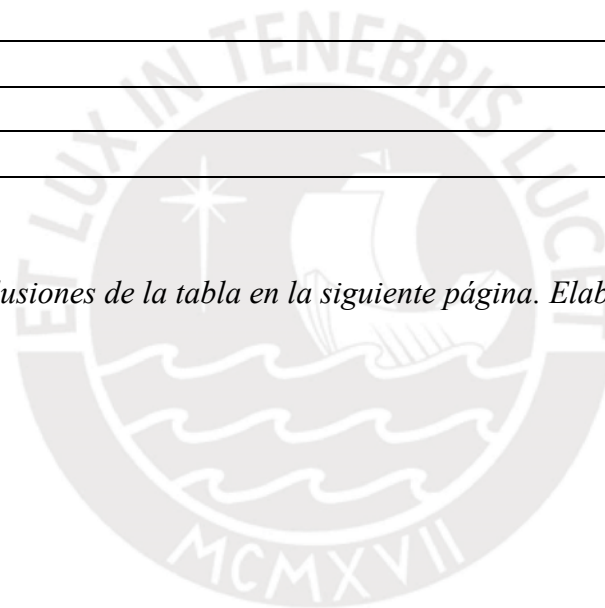 ET LUX IN TENEBRIS LUCET
usiones de la tabla en la siguiente página. Elab
MCMXVII